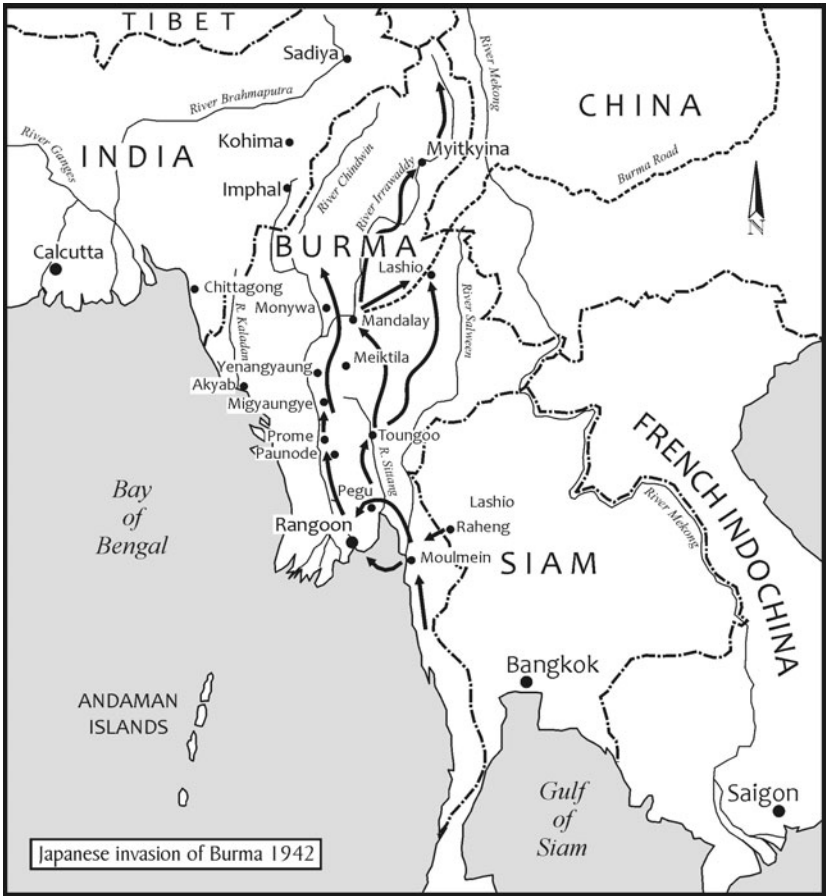 TIBET
Sadiya
River Brahmaputra
River Mekong
CHINA
River Ganges
INDIA
Kohima
Imphal
River Chindwin
River Irrawaddy
Myitkyina
Burma Road
N
Calcutta
BURMA
Lashio
Chittagong
R. Kaladan
Monywa
Mandalay
River Salween
Yenangyaung
Meiktila
Akyab
Migyaungye
Prome
Toungoo
Paunode
R. Sittang
FRENCH INDOCHINA
River Mekong
Bay
of
Bengal
Pegu
Rangoon
Lashio
Raheng
Moulmein
SIAM
Bangkok
ANDAMAN
ISLANDS
Gulf
of
Siam
Saigon
Japanese invasion of Burma 1942